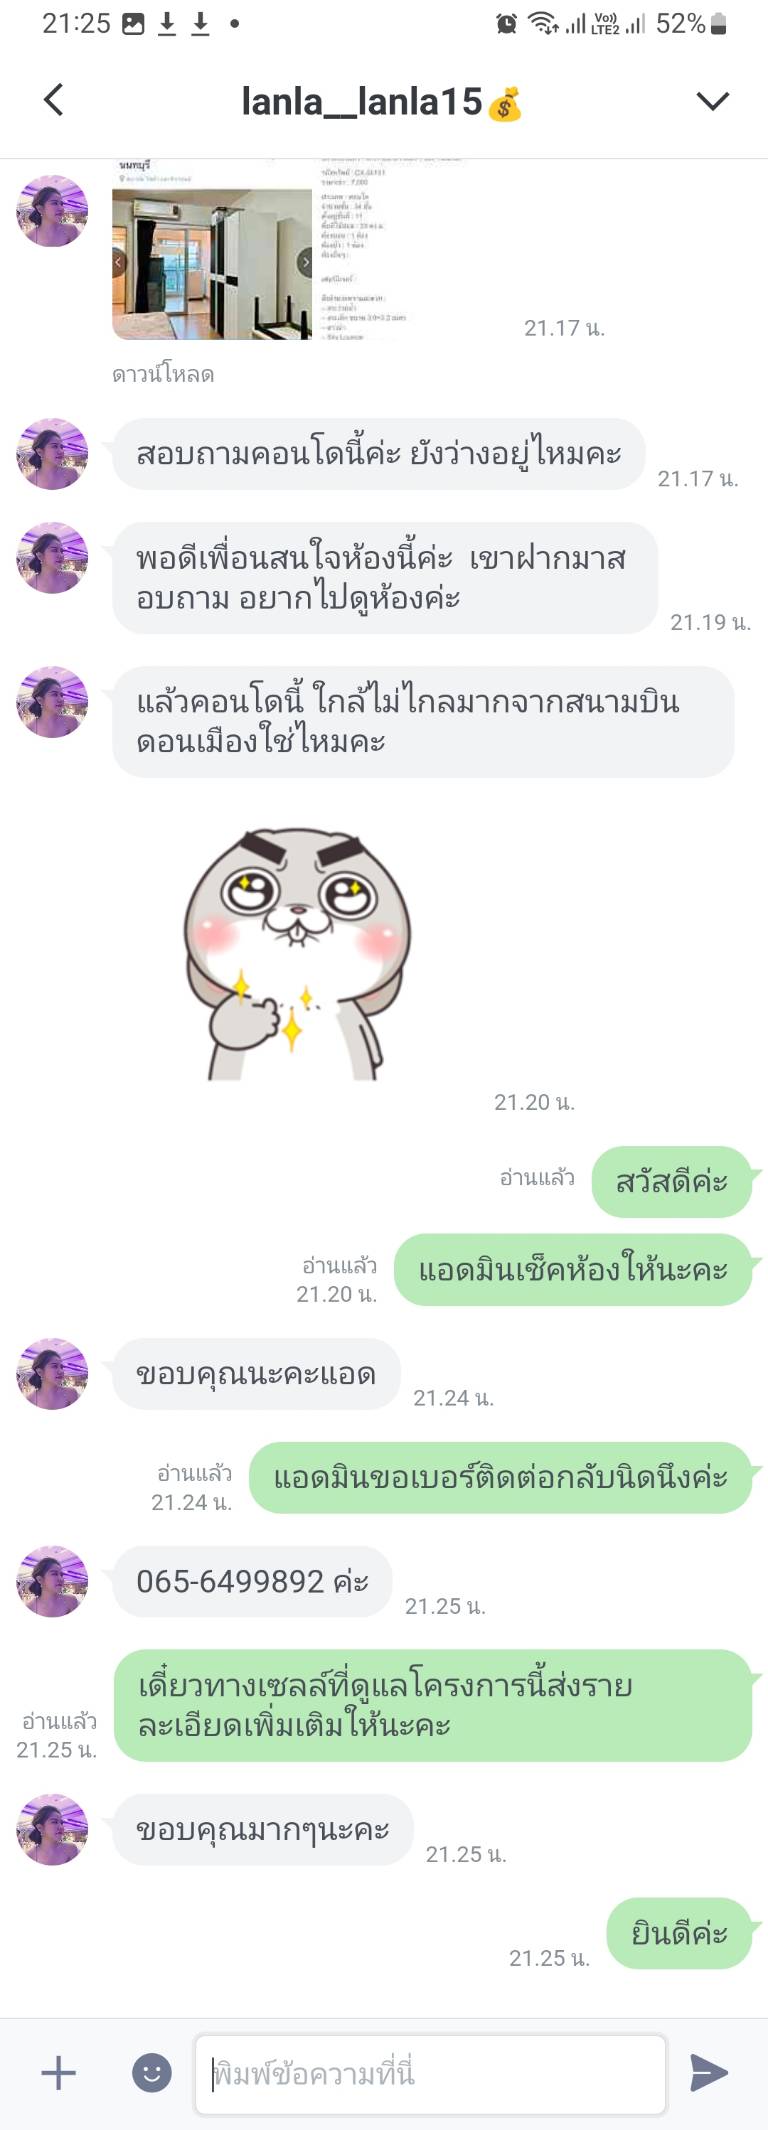 21:25
Vo))
LTE2
52%
lanla__lanla15
นนทบุรี
ราคาเช่า : 7,000
21.17 น.
ดาวน์โหลด
สอบถามคอนโดนี้ค่ะ ยังว่างอยู่ไหมคะ
21.17 น.
พอดีเพื่อนสนใจห้องนี้ค่ะ เขาฝากมาส
อบถาม อยากไปดูห้องค่ะ
21.19 น.
แล้วคอนโดนี้ ใกล้ไม่ไกลมากจากสนามบิน
ดอนเมืองใช่ไหมคะ
21.20 น.
อ่านแล้ว
สวัสดีค่ะ
อ่านแล้ว
21.20 น.
แอดมินเช็คห้องให้นะคะ
ขอบคุณนะคะแอด
21.24 น.
อ่านแล้ว
21.24 น.
แอดมินขอเบอร์ติดต่อกลับนิดนึงค่ะ
065-6499892 ค่ะ
21.25 น.
เดี๋ยวทางเซลล์ที่ดูแลโครงการนี้ส่งราย
ละเอียดเพิ่มเติมให้นะคะ
อ่านแล้ว
21.25 น.
ขอบคุณมากๆนะคะ
21.25 น.
ยินดีค่ะ
21.25 น.
พิมพ์ข้อความที่นี่